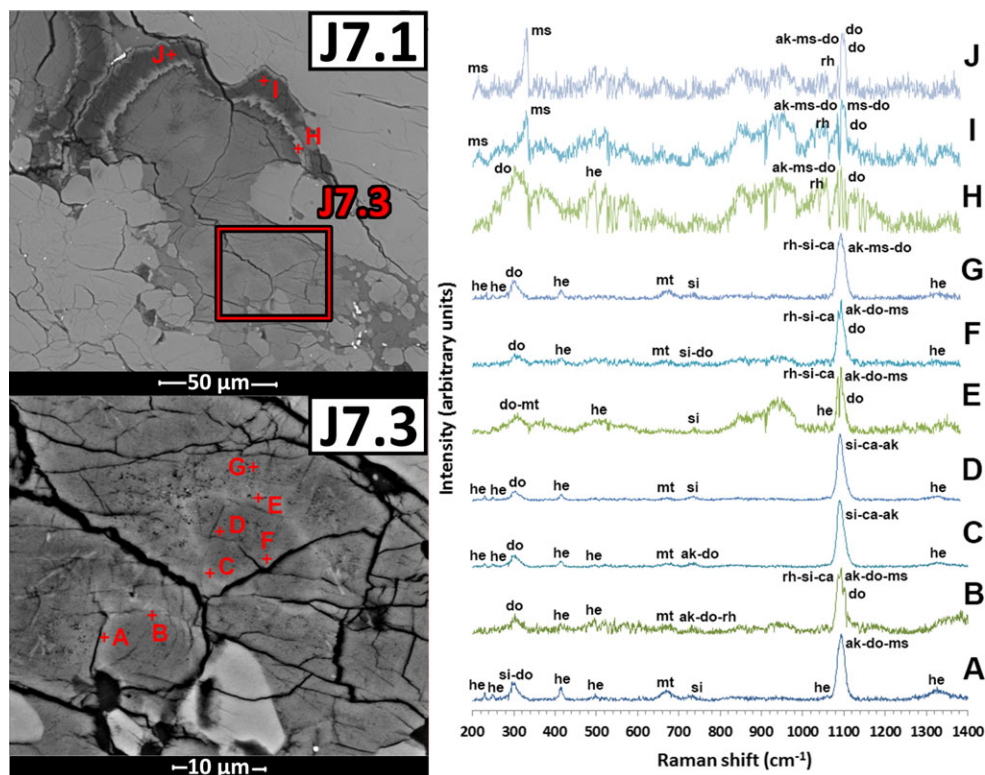 J7.1
J
I
H
J7.3
50 µm
J7.3
G
E
D
F
C
A
B
10 µm
Intensity (arbitrary units)
ms ms ak-ms-do do do rh J
ms ms ak-ms-do ms-do rh do I
do he ak-ms-do rh do H
he he do he mt si rh-si-ca ak-ms-do he G
do he mt si-do rh-si-ca ak-do-ms do he F
do-mt he si rh-si-ca ak-do-ms do he E
he he do he mt si si-ca-ak he D
he he do he he mt ak-do si-ca-ak he C
do he he mt ak-do-rh rh-si-ca ak-do-ms do B
he he si-do he he mt si he ak-do-ms he A
200 300 400 500 600 700 800 900 1000 1100 1200 1300 1400
Raman shift (cm⁻¹)